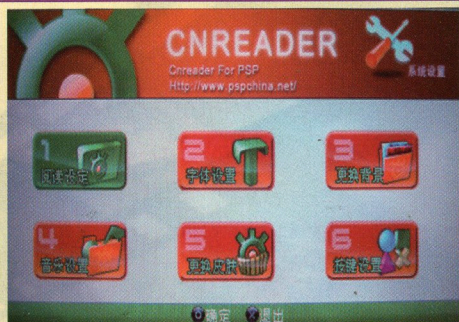 CNREADER
Cnreader For PSP
Http://www.pspchina.net/
系统设置
1
阅读设定
2
字体设置
3
更换背景
4
音乐设置
5
更换皮肤
6
按键设置
确定 退出